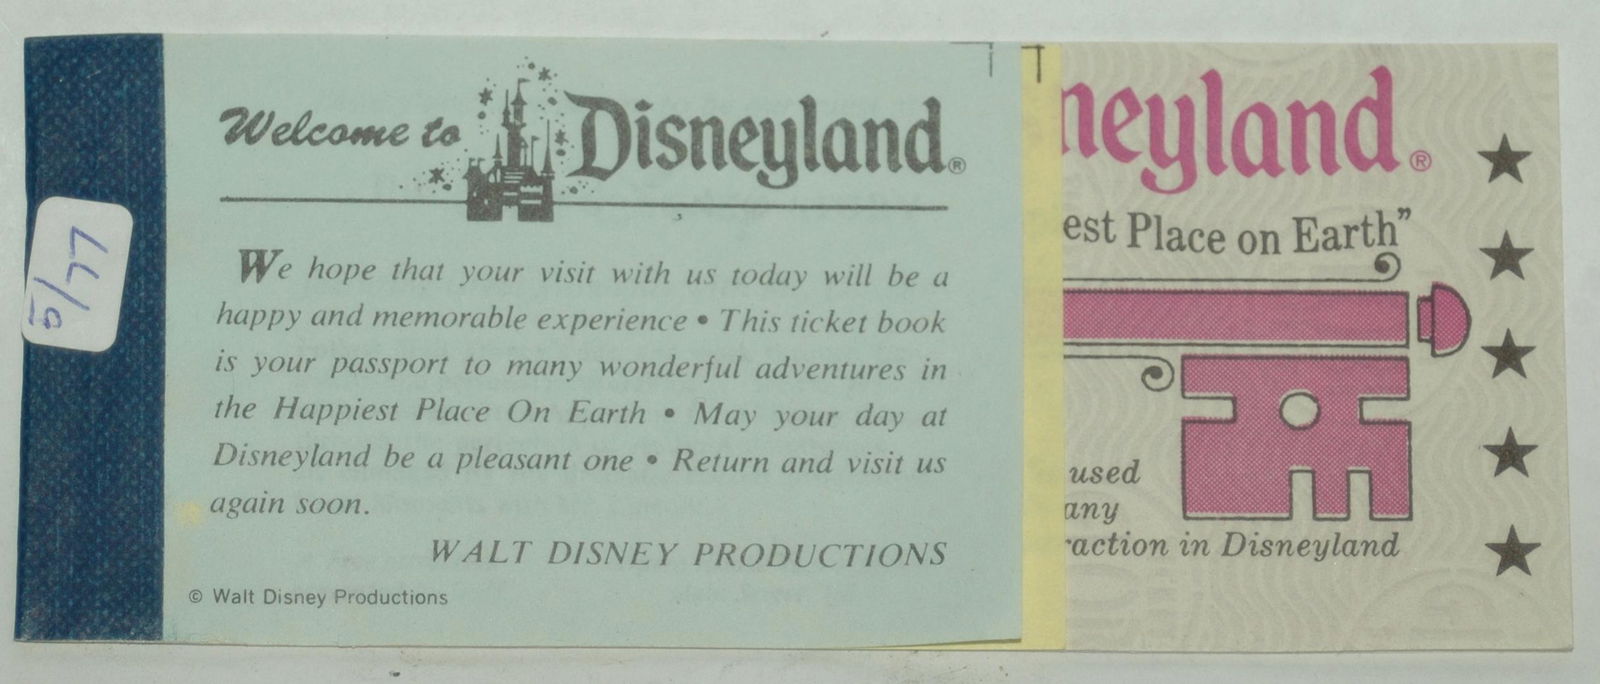 5/77
Welcome to Disneyland®
We hope that your visit with us today will be a
happy and memorable experience • This ticket book
is your passport to many wonderful adventures in
the Happiest Place On Earth • May your day at
Disneyland be a pleasant one • Return and visit us
again soon.
WALT DISNEY PRODUCTIONS
© Walt Disney Productions
neyland®
est Place on Earth”
used
any
raction in Disneyland